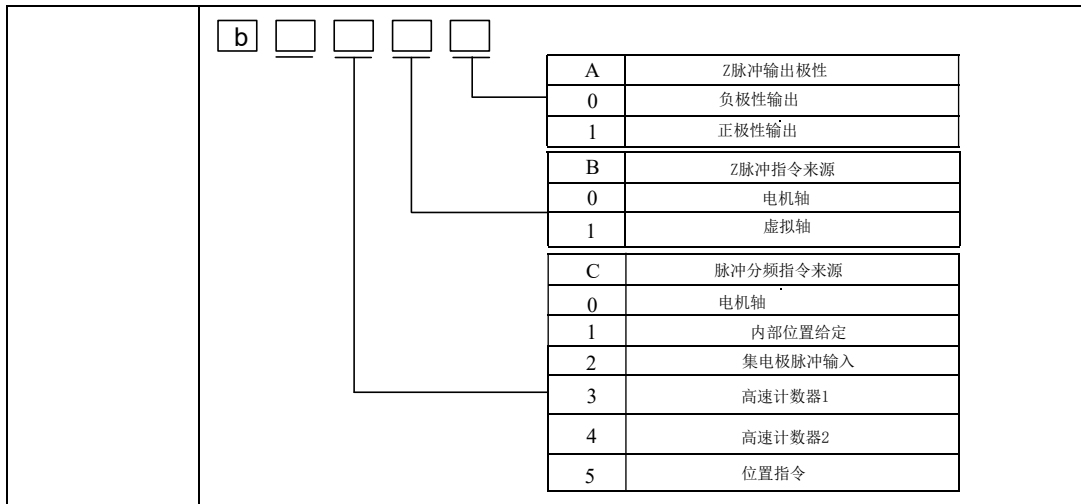 b
A Z脉冲输出极性
0 负极性输出
1 正极性输出
B Z脉冲指令来源
0 电机轴
1 虚拟轴
C 脉冲分频指令来源
0 电机轴
1 内部位置给定
2 集电极脉冲输入
3 高速计数器1
4 高速计数器2
5 位置指令